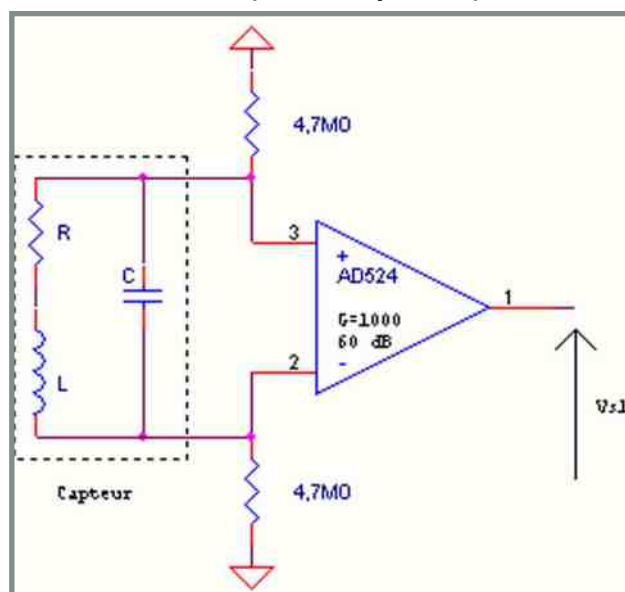 4,7MO
R
C
3
+
AD524
1
G=1000
60 dB
-
2
L
Vs1
Capteur
4,7MO